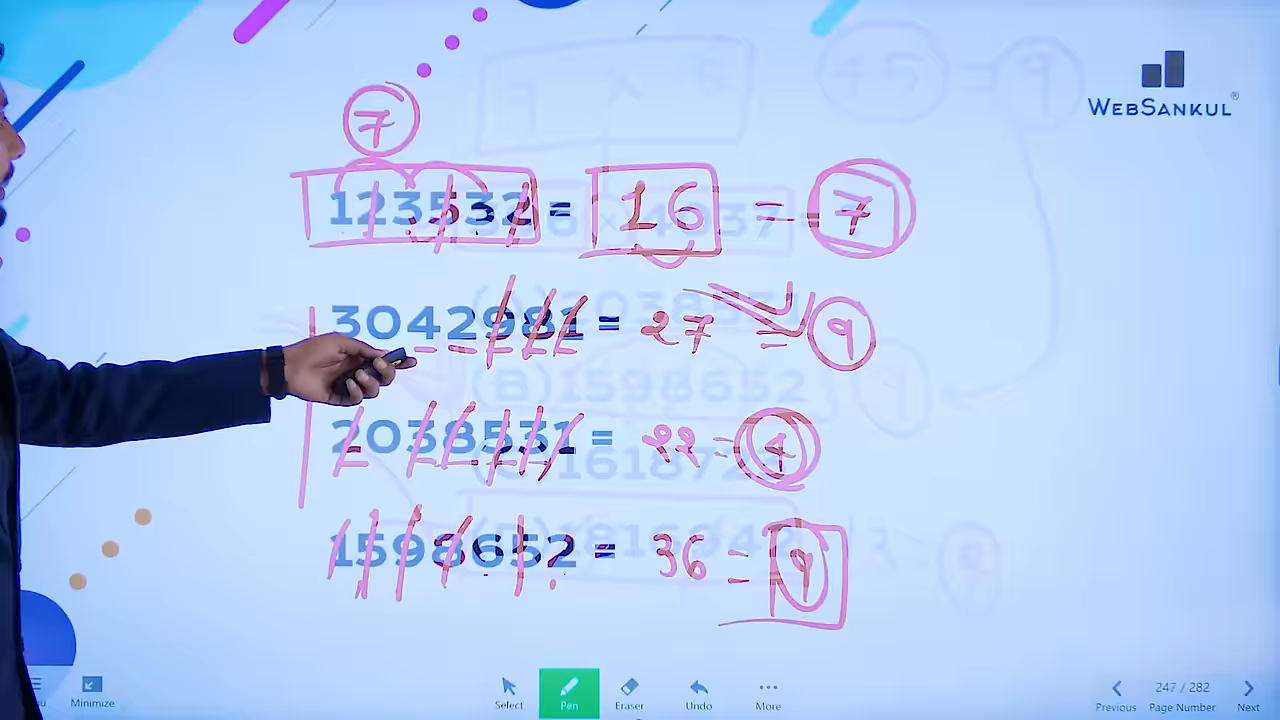 WEBSANKUL®
7
123532 = 16 = 7
3042981 = 27 = 9
2038531 = 22 = 4
1598652 = 36 = 9
Minimize
Select
Pen
Eraser
Undo
More
Previous
247 / 282
Page Number
Next